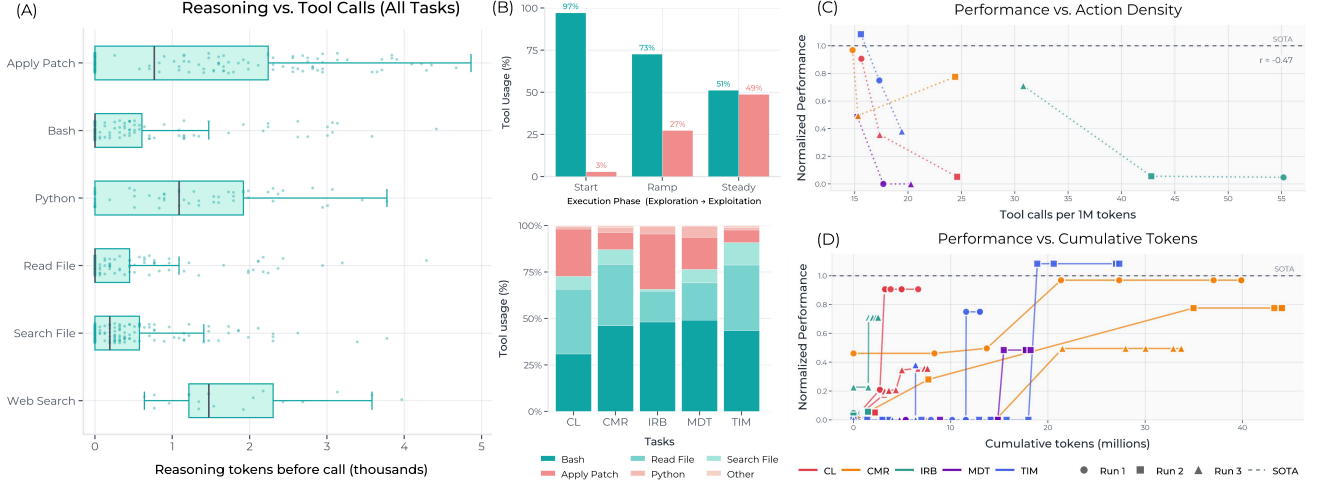 (A)
Reasoning vs. Tool Calls (All Tasks)
Apply Patch
Bash
Python
Read File
Search File
Web Search
0 1 2 3 4 5
Reasoning tokens before call (thousands)
(B)
Tool Usage (%)
100
75
50
25
0
97%
3%
73%
27%
51%
49%
Start Ramp Steady
Execution Phase (Exploration → Exploitation
Tool usage (%)
100%
75%
50%
25%
0%
CL CMR IRB MDT TIM
Tasks
Bash Read File Search File
Apply Patch Python Other
(C)
Performance vs. Action Density
Normalized Performance
1.0
0.8
0.6
0.4
0.2
0.0
SOTA
r = -0.47
15 20 25 30 35 40 45 50 55
Tool calls per 1M tokens
(D)
Performance vs. Cumulative Tokens
Normalized Performance
1.0
0.8
0.6
0.4
0.2
0.0
SOTA
0 10 20 30 40
Cumulative tokens (millions)
CL CMR IRB MDT TIM Run 1 Run 2 Run 3 SOTA